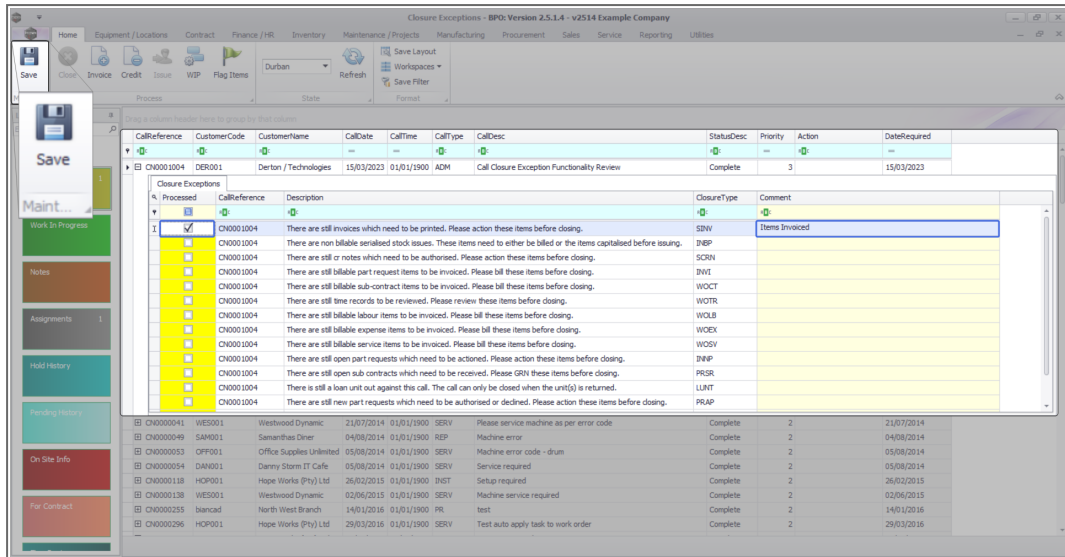 Closure Exceptions - BPO: Version 2.5.1.4 - v2514 Example Company
Home Equipment / Locations Contract Finance / HR Inventory Maintenance / Projects Manufacturing Procurement Sales Service Reporting Utilities
Save Close Invoice Credit Issue WIP Flag Items Durban Refresh
Save Layout
Workspaces
Save Filter
Process State Format
Drag a column header here to group by that column
Save
Maint...
Work In Progress
Notes
Assignments 1
Hold History
Pending History
On Site Info
For Contract
CallReference CustomerCode CustomerName CallDate CallTime CallType CallDesc StatusDesc Priority Action DateRequired
CN0001004 DER001 Derton / Technologies 15/03/2023 01/01/1900 ADM Call Closure Exception Functionality Review Complete 3 15/03/2023
Closure Exceptions
Processed CallReference Description ClosureType Comment
CN0001004 There are still invoices which need to be printed. Please action these items before closing. SINV Items Invoiced
CN0001004 There are non billable serialised stock issues. These items need to either be billed or the items capitalised before issuing. INBP
CN0001004 There are still cr notes which need to be authorised. Please action these items before closing. SCRN
CN0001004 There are still billable part request items to be invoiced. Please bill these items before closing. INVI
CN0001004 There are still billable sub-contract items to be invoiced. Please bill these items before closing. WOCT
CN0001004 There are still time records to be reviewed. Please review these items before closing. WOTR
CN0001004 There are still billable labour items to be invoiced. Please bill these items before closing. WOLB
CN0001004 There are still billable expense items to be invoiced. Please bill these items before closing. WOEX
CN0001004 There are still billable service items to be invoiced. Please bill these items before closing. WOSV
CN0001004 There are still open part requests which need to be actioned. Please action these items before closing. INNP
CN0001004 There are still open sub contracts which need to be received. Please GRN these items before closing. PRSR
CN0001004 There is still a loan unit out against this call. The call can only be closed when the unit(s) is returned. LUNT
CN0001004 There are still new part requests which need to be authorised or declined. Please action these items before closing. PRAP
CN0000041 WES001 Westwood Dynamic 21/07/2014 01/01/1900 SERV Please service machine as per error code Complete 2 21/07/2014
CN0000049 SAM001 Samanthas Diner 04/08/2014 01/01/1900 REP Machine error Complete 2 04/08/2014
CN0000053 OFF001 Office Supplies Unlimited 05/08/2014 01/01/1900 SERV Machine error code - drum Complete 2 05/08/2014
CN0000054 DAN001 Danny Storm IT Cafe 05/08/2014 01/01/1900 SERV Service required Complete 2 05/08/2014
CN0000118 HOP001 Hope Works (Pty) Ltd 26/02/2015 01/01/1900 INST Setup required Complete 2 26/02/2015
CN0000138 WES001 Westwood Dynamic 02/06/2015 01/01/1900 SERV Machine service required Complete 2 02/06/2015
CN0000255 biancad North West Branch 14/01/2016 01/01/1900 PR test Complete 2 14/01/2016
CN0000296 HOP001 Hope Works (Pty) Ltd 29/03/2016 01/01/1900 SERV Test auto apply task to work order Complete 2 29/03/2016